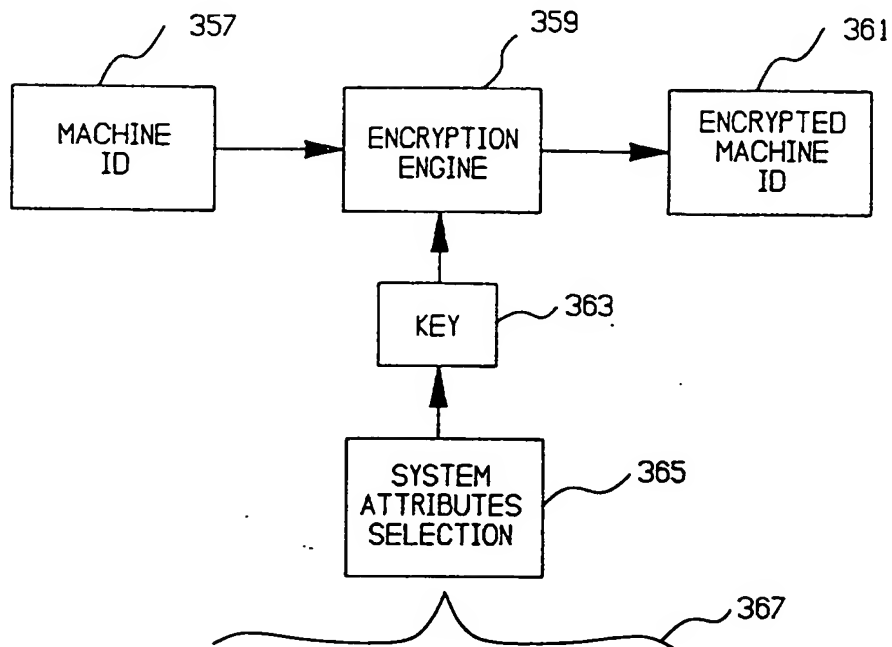 357
359
361
MACHINE
ID
ENCRYPTION
ENGINE
ENCRYPTED
MACHINE
ID
KEY
363
SYSTEM
ATTRIBUTES
SELECTION
365
367